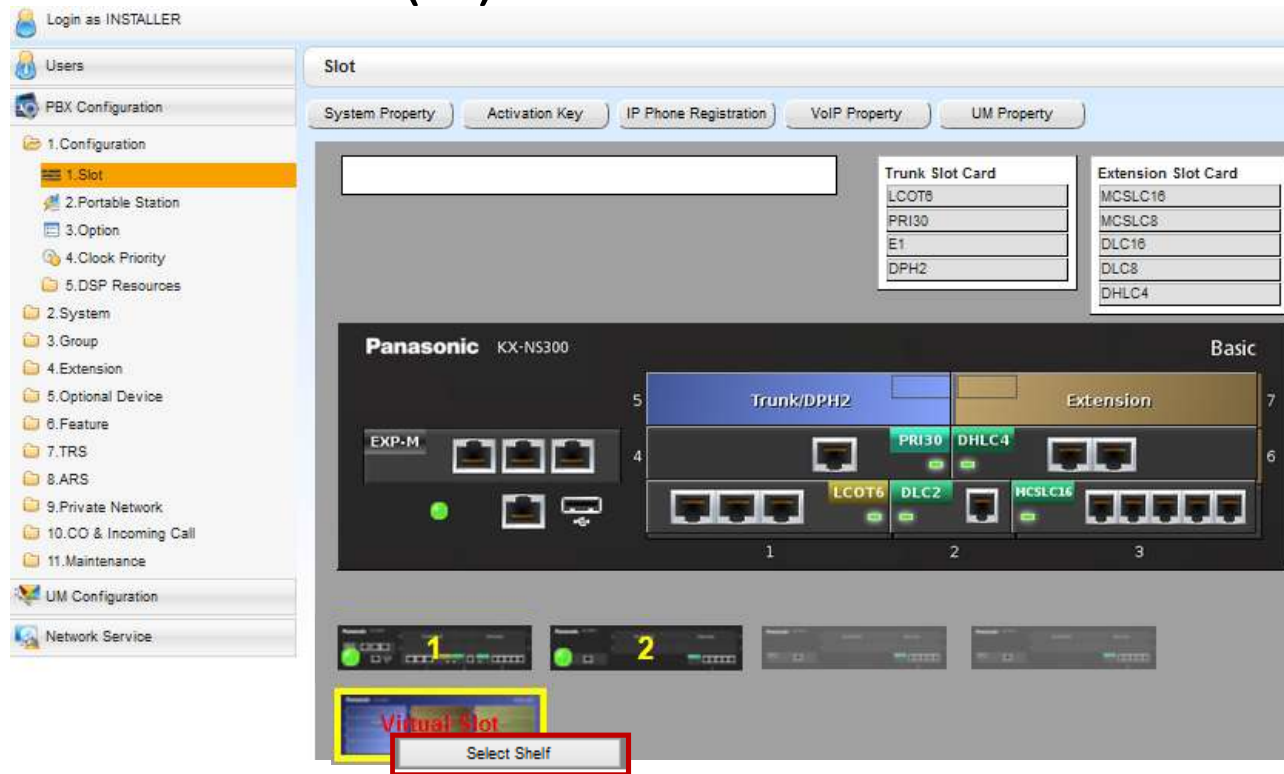 Login as INSTALLER
Users
PBX Configuration
1.Configuration
1.Slot
2.Portable Station
3.Option
4.Clock Priority
5.DSP Resources
2.System
3.Group
4.Extension
5.Optional Device
6.Feature
7.TRS
8.ARS
9.Private Network
10.CO & Incoming Call
11.Maintenance
UM Configuration
Network Service
Slot
System Property
Activation Key
IP Phone Registration
VoIP Property
UM Property
Trunk Slot Card
LCOT6
PRI30
E1
DPH2
Extension Slot Card
MCSLC16
MCSLC8
DLC16
DLC8
DHLC4
Panasonic KX-NS300
Basic
5 Trunk/DPH2 Extension 7
EXP-M
4 PRI30 DHLC4 6
LCOT6 DLC2 MCSLC16
1 2 3
1 2
Virtual Slot
Select Shelf